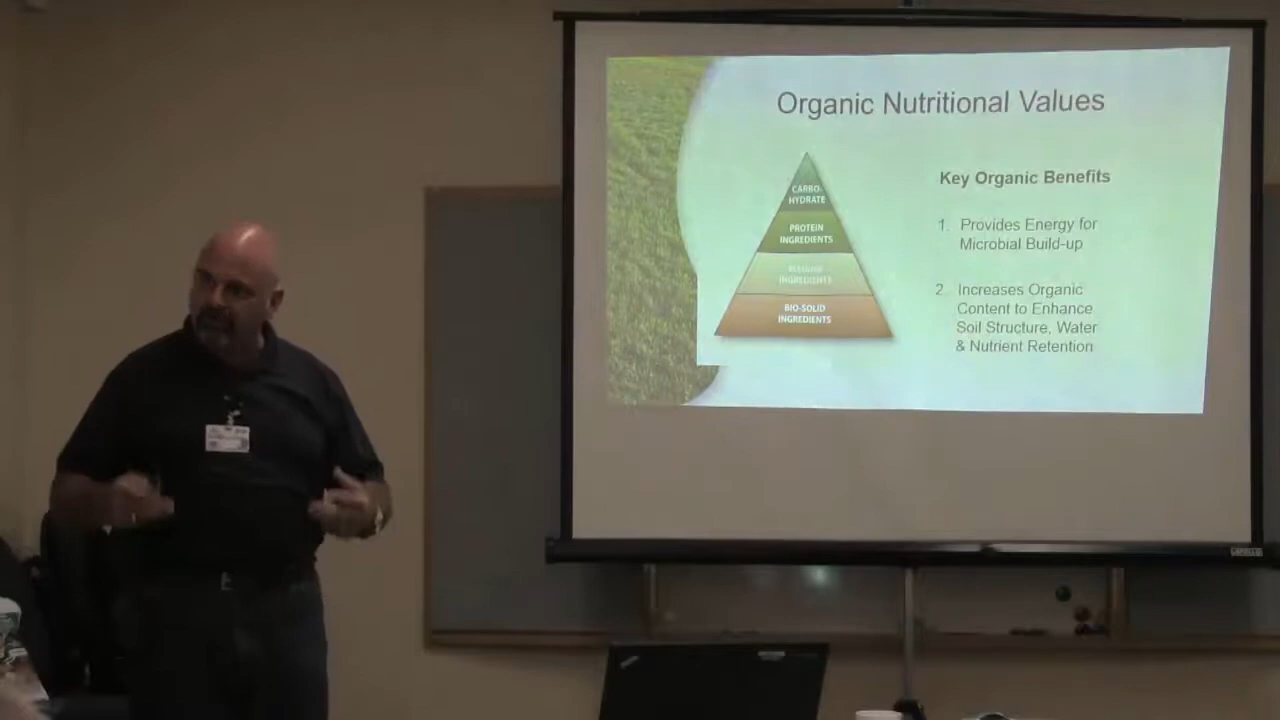 Organic Nutritional Values
CARBO-
HYDRATE
PROTEIN
INGREDIENTS
INGREDIENTS
BIO-SOLID
INGREDIENTS
Key Organic Benefits
1. Provides Energy for
Microbial Build-up
2. Increases Organic
Content to Enhance
Soil Structure, Water
& Nutrient Retention